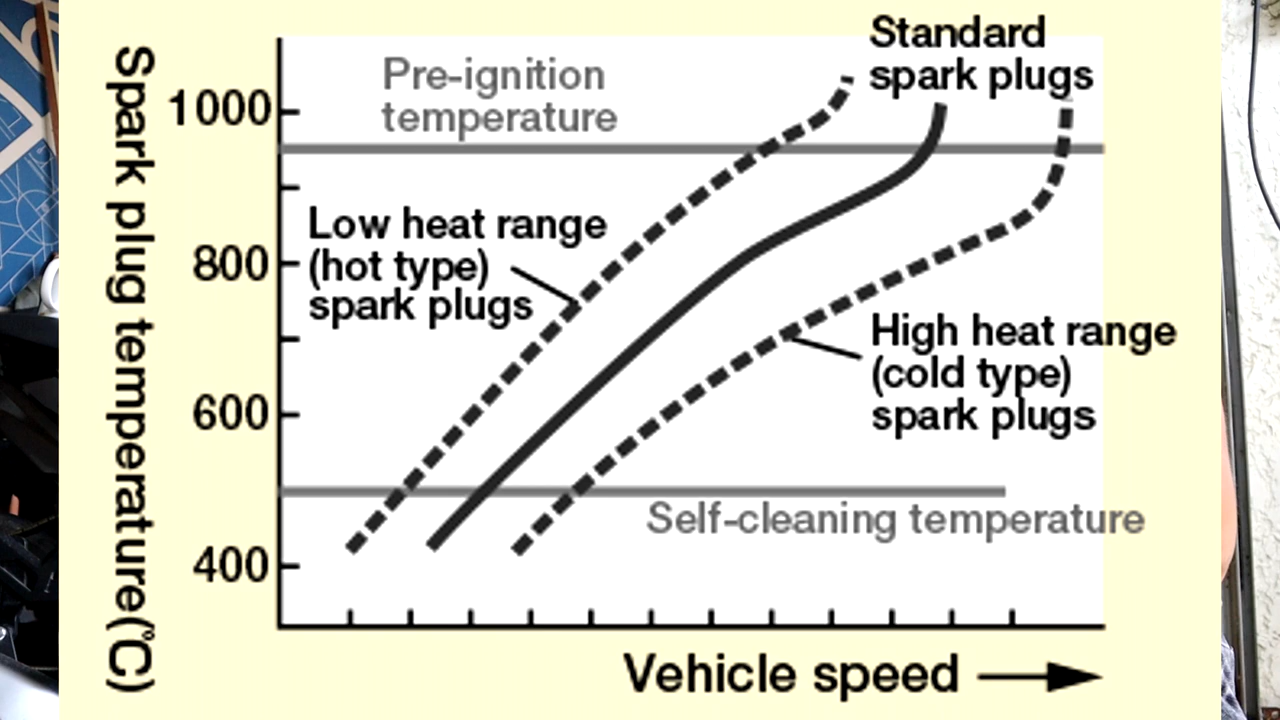 Standard
spark plugs
Pre-ignition
temperature
Spark plug temperature(℃)
1000
800
600
400
Low heat range
(hot type)
spark plugs
High heat range
(cold type)
spark plugs
Self-cleaning temperature
Vehicle speed